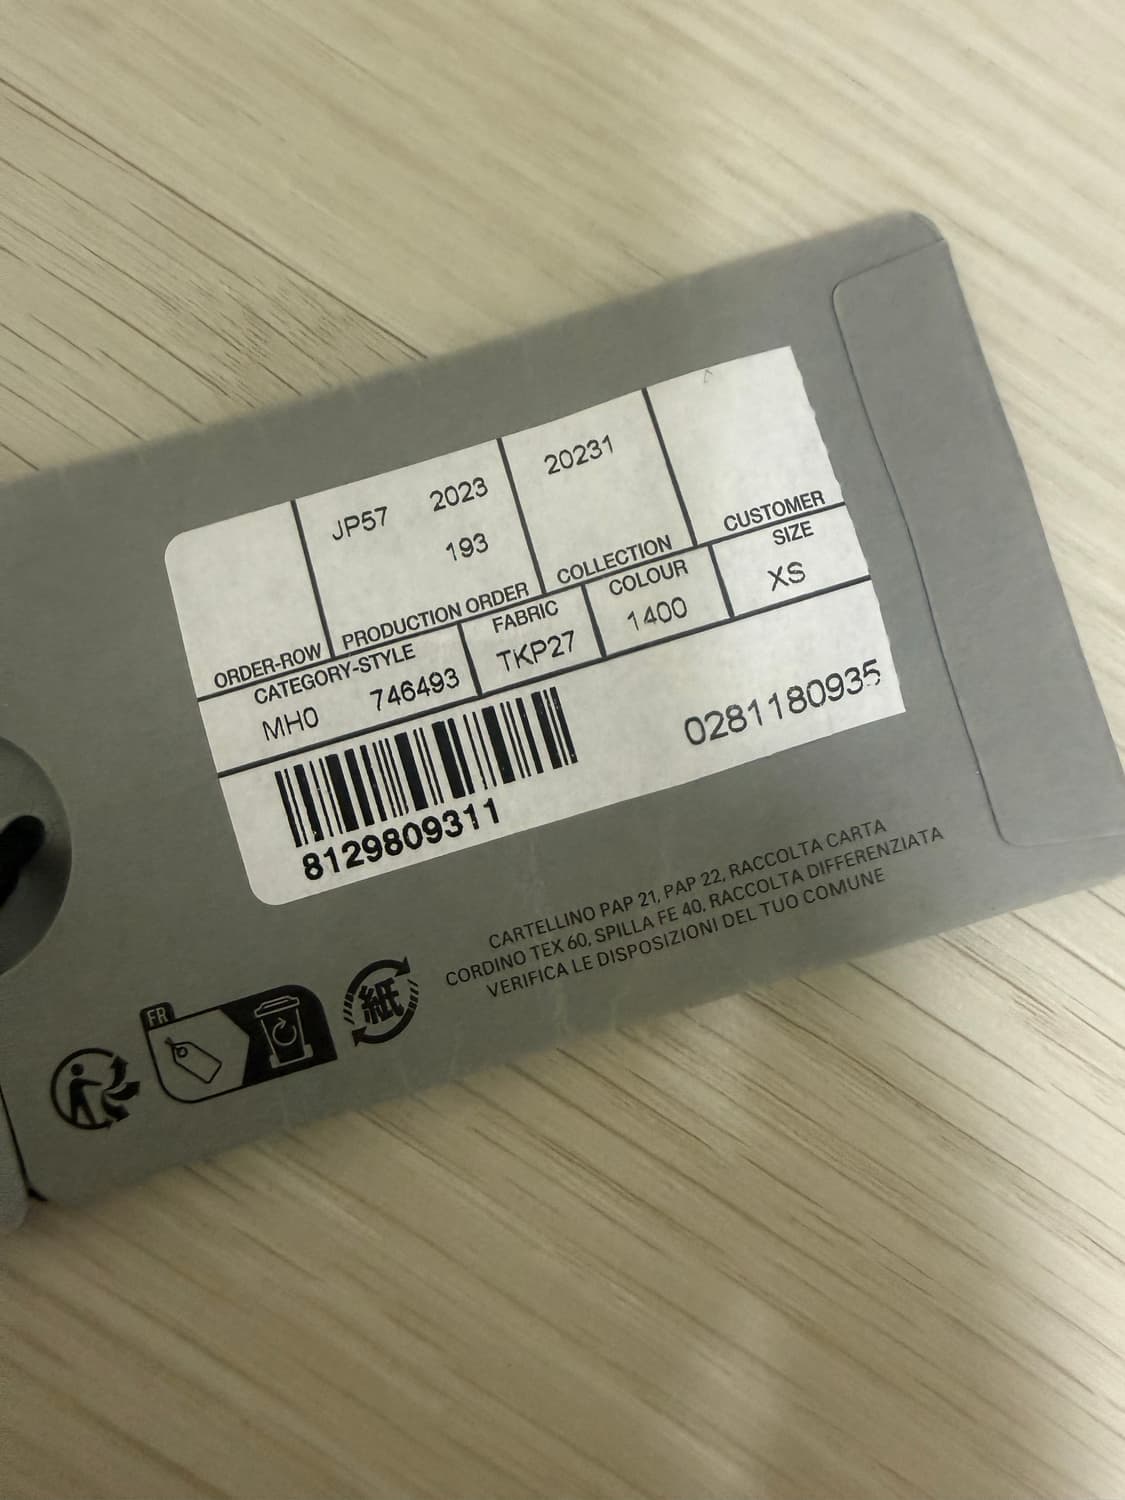 JP57 2023
193
20231
ORDER-ROW
PRODUCTION ORDER
COLLECTION
CUSTOMER
CATEGORY-STYLE
FABRIC
COLOUR
SIZE
MH0 746493
TKP27
1400
XS
8129809311
0281180935
CARTELLINO PAP 21, PAP 22, RACCOLTA CARTA
CORDINO TEX 60, SPILLA FE 40, RACCOLTA DIFFERENZIATA
VERIFICA LE DISPOSIZIONI DEL TUO COMUNE
FR
紙